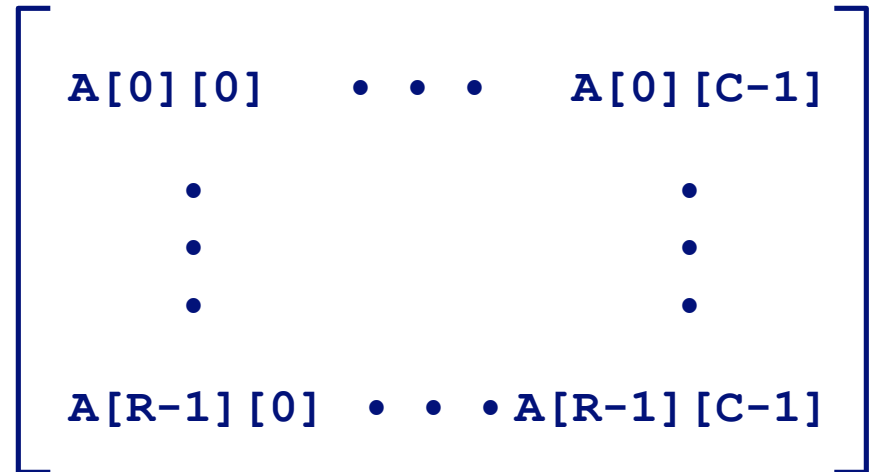 A[0][0] • • • A[0][C-1]
• •
• •
• •
A[R-1][0] • • • A[R-1][C-1]